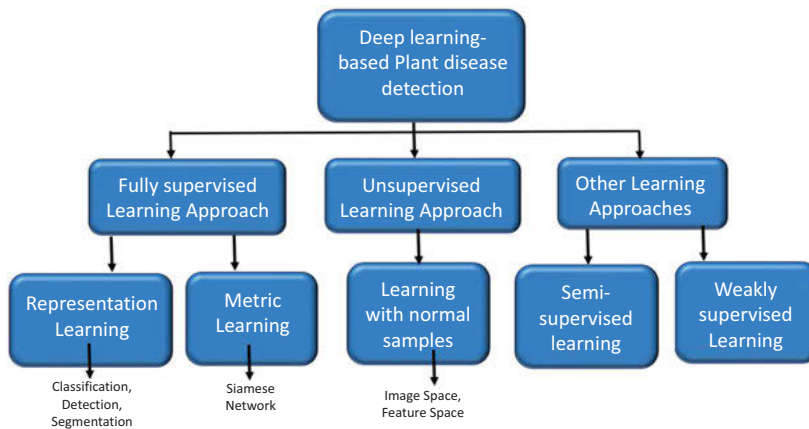 Deep learning-
based Plant disease
detection
Fully supervised
Learning Approach
Unsupervised
Learning Approach
Other Learning
Approaches
Representation
Learning
Metric
Learning
Learning
with normal
samples
Semi-
supervised
learning
Weakly
supervised
Learning
Classification,
Detection,
Segmentation
Siamese
Network
Image Space,
Feature Space